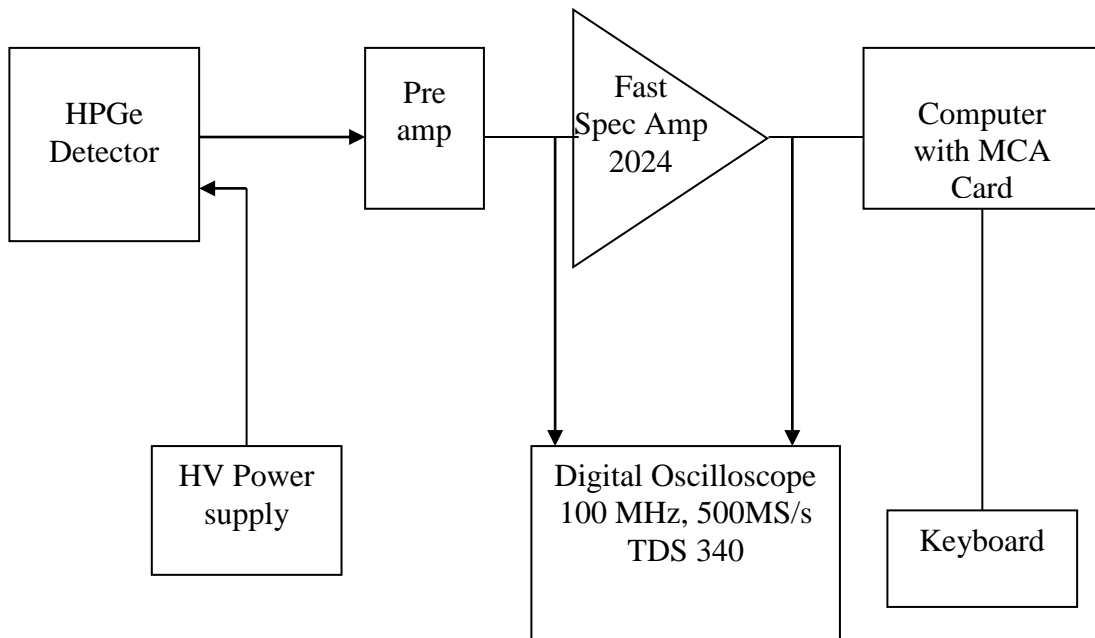 HPGe
Detector
Pre
amp
Fast
Spec Amp
2024
Computer
with MCA
Card
HV Power
supply
Digital Oscilloscope
100 MHz, 500MS/s
TDS 340
Keyboard